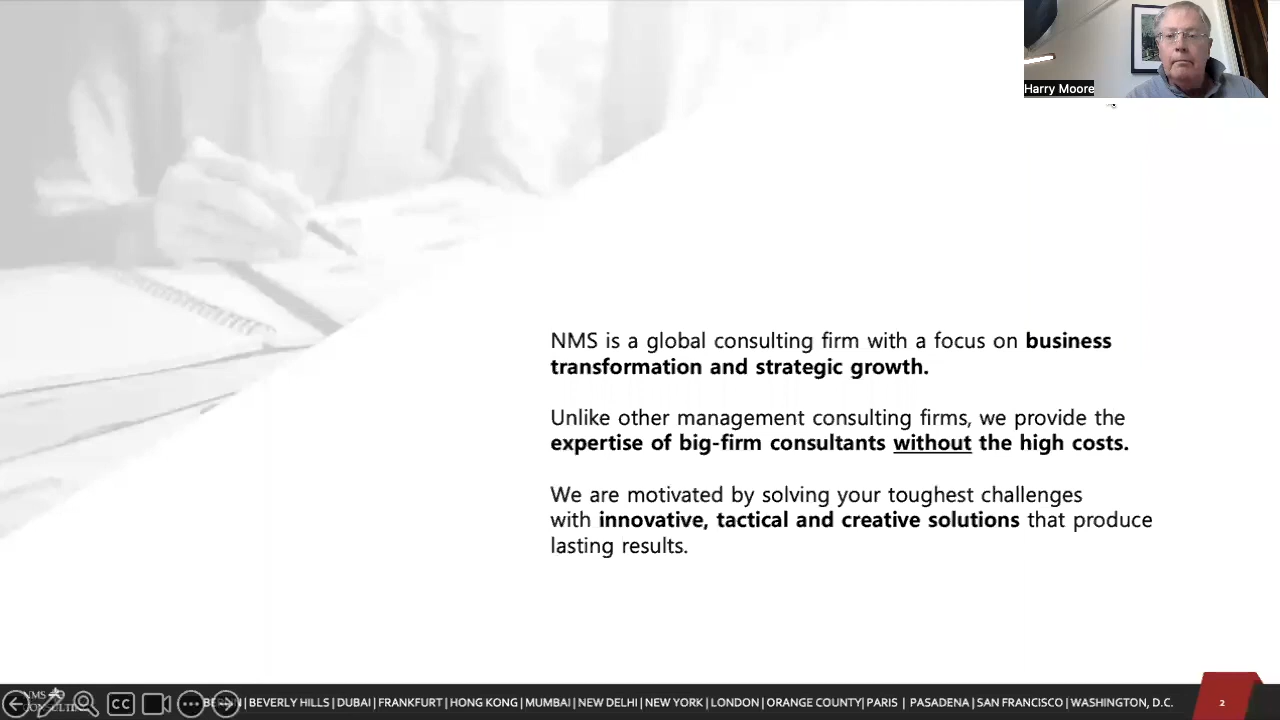 Harry Moore
NMS is a global consulting firm with a focus on business
transformation and strategic growth.
Unlike other management consulting firms, we provide the
expertise of big-firm consultants without the high costs.
We are motivated by solving your toughest challenges
with innovative, tactical and creative solutions that produce
lasting results.
NMS
CC
| BEVERLY HILLS | DUBAI | FRANKFURT | HONG KONG | MUMBAI | NEW DELHI | NEW YORK | LONDON | ORANGE COUNTY| PARIS | PASADENA | SAN FRANCISCO | WASHINGTON, D.C.
2